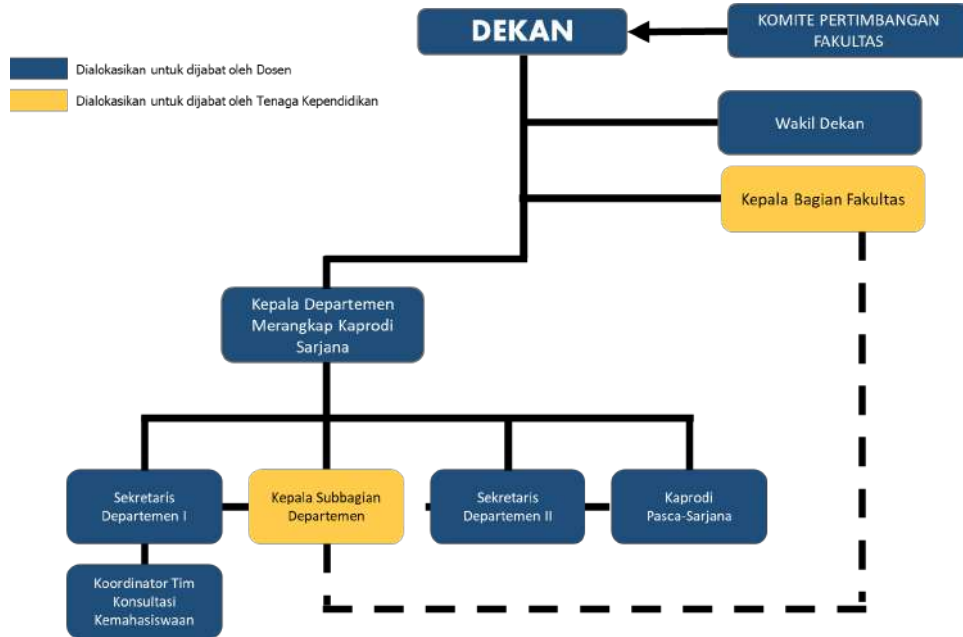 DEKAN
KOMITE PERTIMBANGAN
FAKULTAS
Dialokasikan untuk dijabat oleh Dosen
Dialokasikan untuk dijabat oleh Tenaga Kependidikan
Wakil Dekan
Kepala Bagian Fakultas
Kepala Departemen
Merangkap Kaprodi
Sarjana
Sekretaris
Departemen I
Kepala Subbagian
Departemen
Sekretaris
Departemen II
Kaprodi
Pasca-Sarjana
Koordinator Tim
Konsultasi
Kemahasiswaan